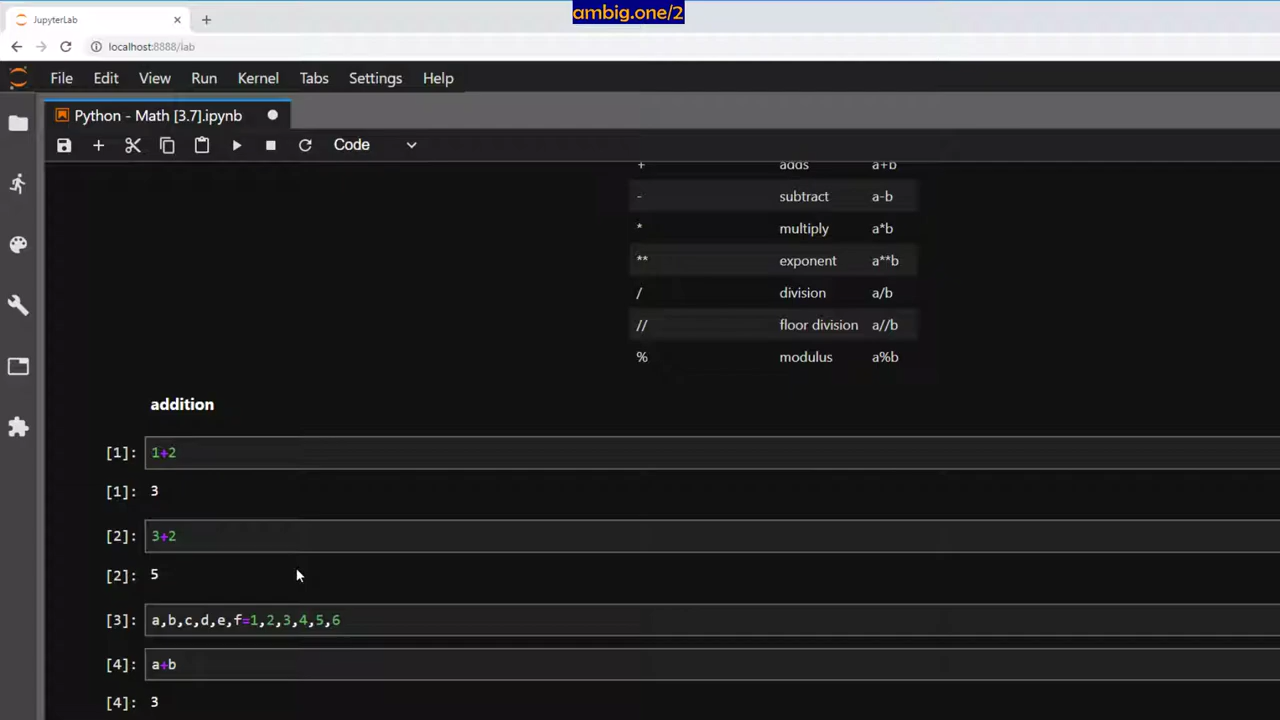 ambig.one/2
JupyterLab
localhost:8888/lab
File Edit View Run Kernel Tabs Settings Help
Python - Math [3.7].ipynb
Code
+ adds a+b
- subtract a-b
* multiply a*b
** exponent a**b
/ division a/b
// floor division a//b
% modulus a%b
addition
[1]: 1+2
[1]: 3
[2]: 3+2
[2]: 5
[3]: a,b,c,d,e,f=1,2,3,4,5,6
[4]: a+b
[4]: 3